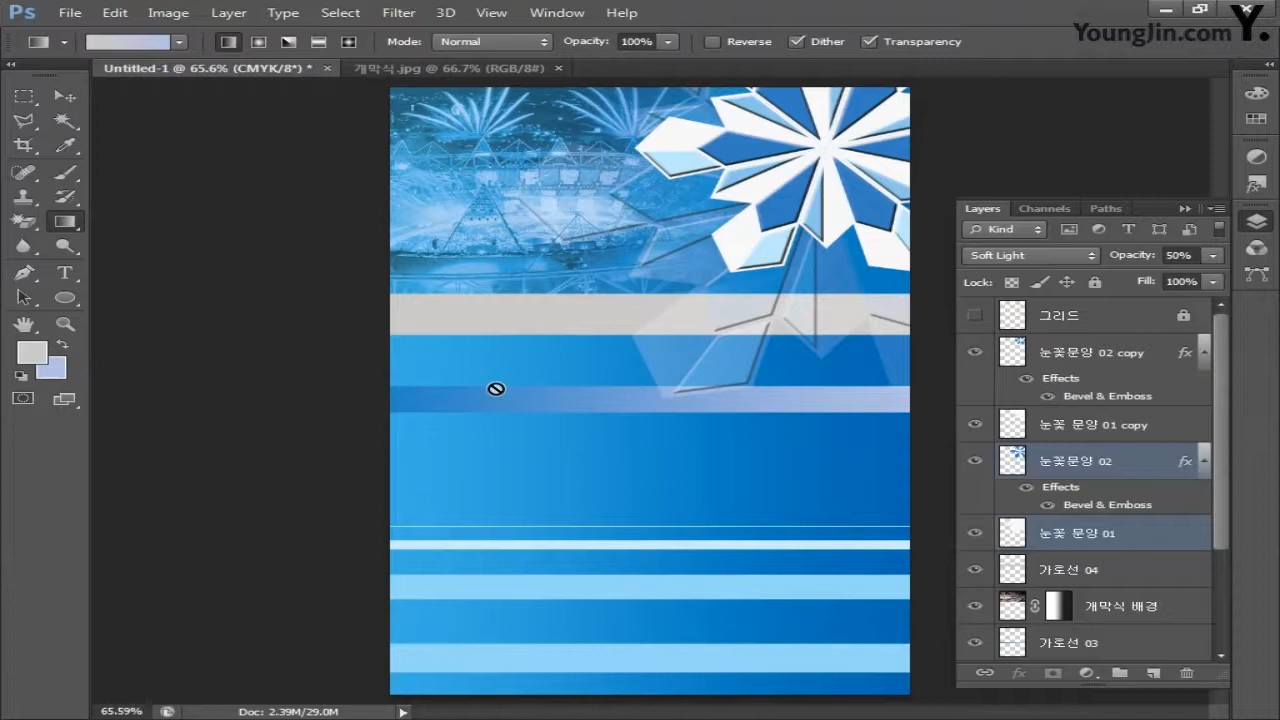 Ps File Edit Image Layer Type Select Filter 3D View Window Help
Mode: Normal Opacity: 100% Reverse Dither Transparency
YoungJin.com Y.
Untitled-1 @ 65.6% (CMYK/8*) * × 개막식.jpg @ 66.7% (RGB/8#) ×
Layers Channels Paths
Kind
Soft Light Opacity: 50%
Lock: Fill: 100%
그리드
눈꽃문양 02 copy fx
Effects
Bevel & Emboss
눈꽃 문양 01 copy
눈꽃문양 02 fx
Effects
Bevel & Emboss
눈꽃 문양 01
가로선 04
개막식 배경
가로선 03
65.59% Doc: 2.39M/29.0M